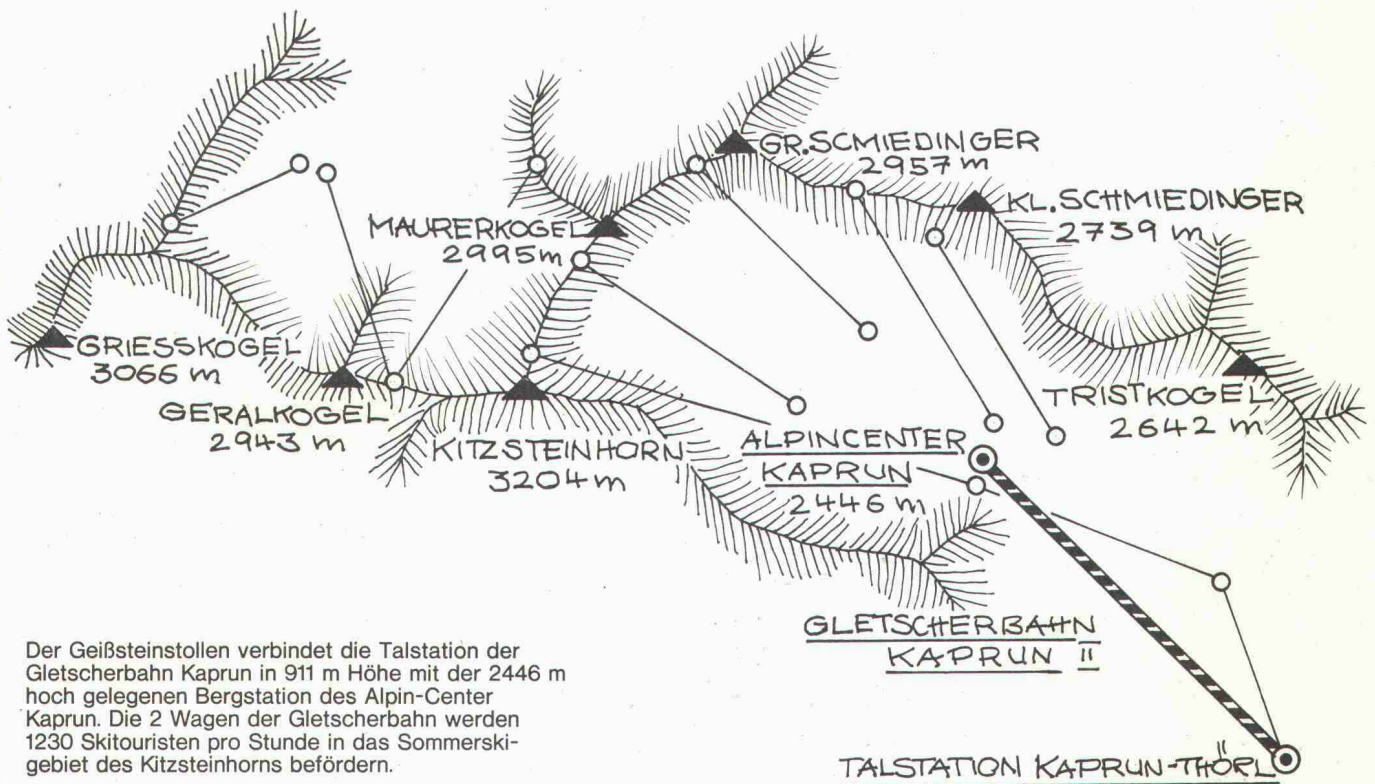 GR.SCMIEDINGER
2957 m
KL.SCHMIEDINGER
2739 m
MAURERKOGEL
2995 m
GRIESSKOGEL
3066 m
GERALKOGEL
2943 m
KITZSTEINHORN
3204 m
TRISTKOGEL
2642 m
ALPINCENTER
KAPRUN
2446 m
GLETSCHERBAHN
KAPRUN II
Der Geißsteinstollen verbindet die Talstation der
Gletscherbahn Kaprun in 911 m Höhe mit der 2446 m
hoch gelegenen Bergstation des Alpin-Center
Kaprun. Die 2 Wagen der Gletscherbahn werden
1230 Skitouristen pro Stunde in das Sommerski-
gebiet des Kitzsteinhorns befördern.
TALSTATION KAPRUN-THÖRL